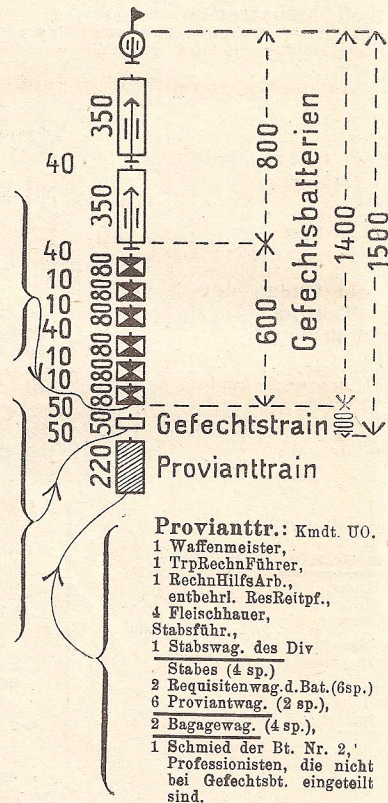 350
40
350
40
80
10
80
10
80
40
80
10
80
10
80
50
50
50
220
800
600
Gefechtsbatterien
1400
1500
100
Gefechtstrain
Provianttrain
Provianttr.: Kmdt. UO.
1 Waffenmeister,
1 TrpRechnFührer,
1 RechnHilfsArb.,
entbehrl. ResReitpf.,
4 Fleischhauer,
Stabsführ.,
1 Stabswag. des Div
Stabes (4 sp.)
2 Requisitenwag.d.Bat.(6sp.)
6 Proviantwag. (2 sp.),
2 Bagagewag. (4 sp.),
1 Schmied der Bt. Nr. 2,
Professionisten, die nicht
bei Gefechtsbt. eingeteilt
sind.